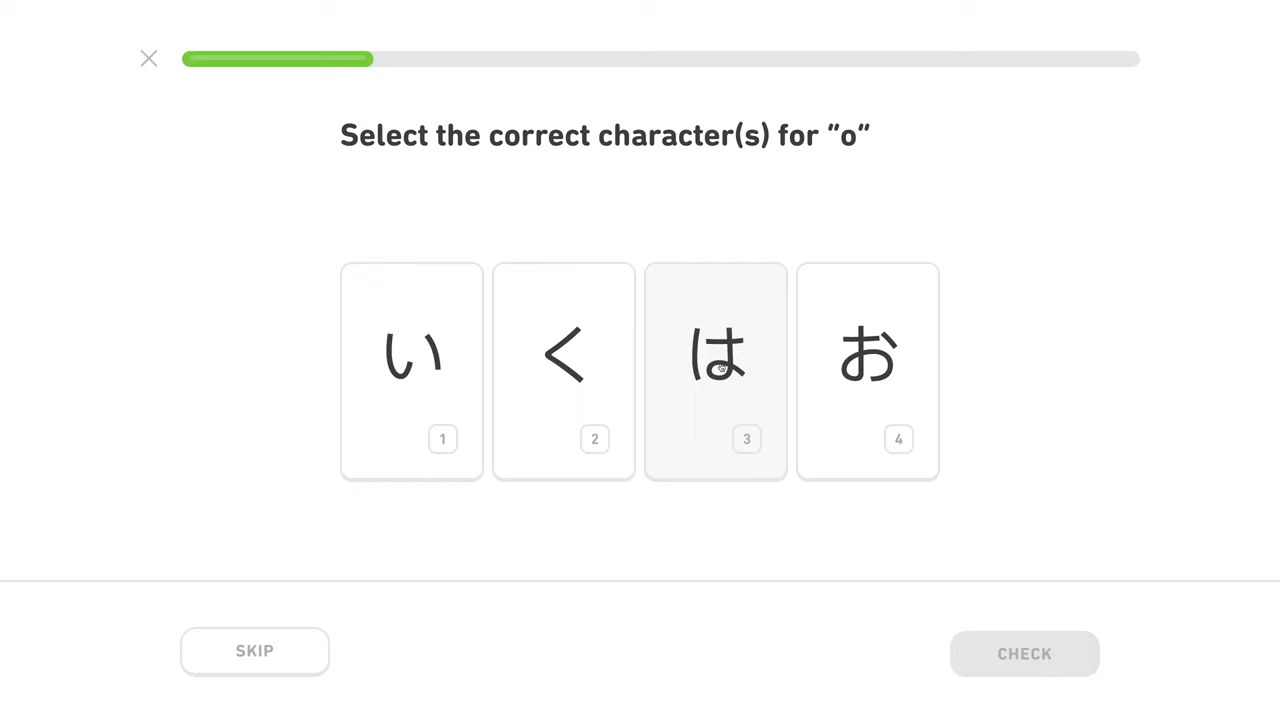 Select the correct character(s) for "o"
い く は お
1 2 3 4
SKIP CHECK